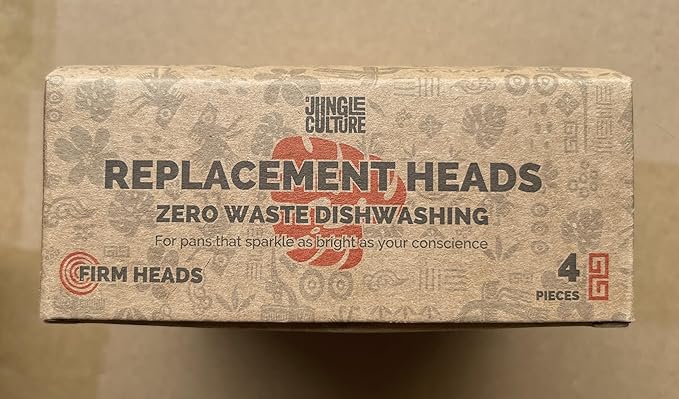 JUNGLE
CULTURE
REPLACEMENT HEADS
ZERO WASTE DISHWASHING
For pans that sparkle as bright as your conscience
FIRM HEADS
4
PIECES